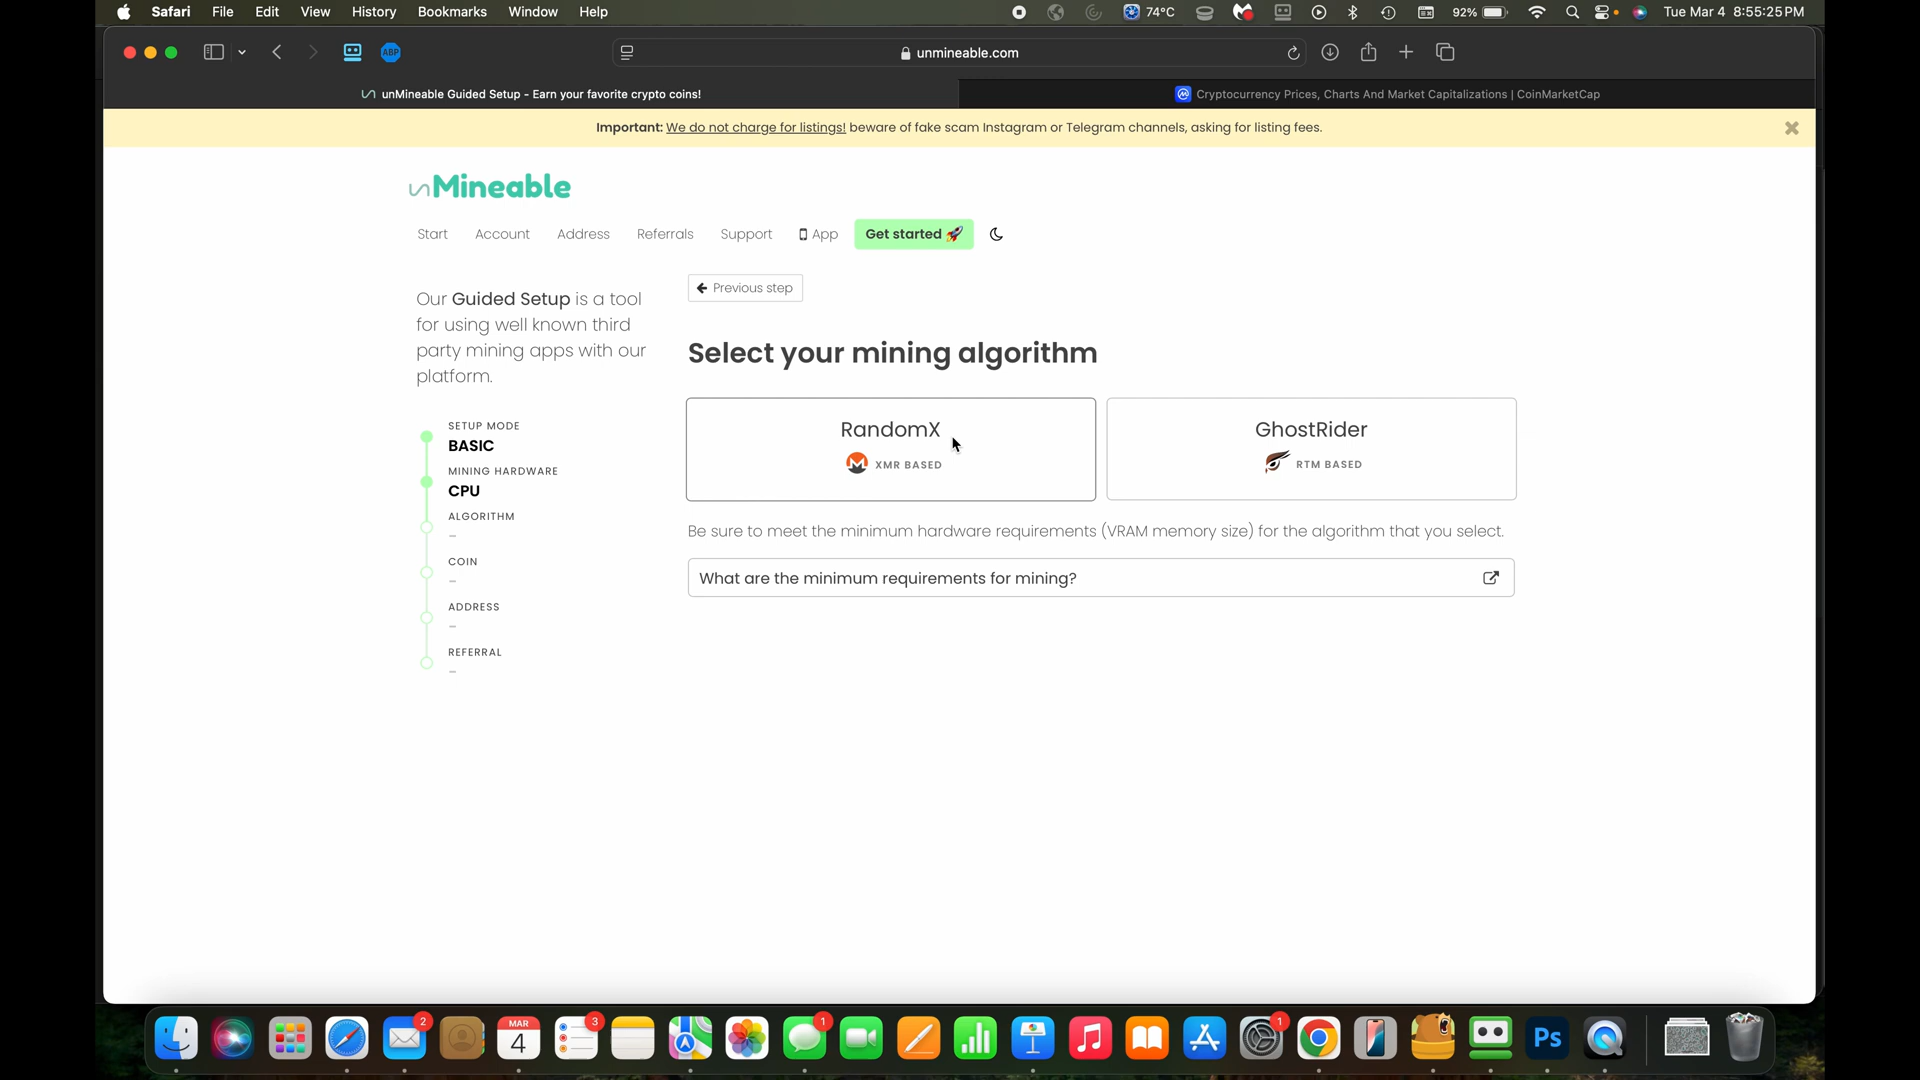 Safari File Edit View History Bookmarks Window Help 74°C 92% Tue Mar 4 8:55:25 PM
ABP unmineable.com
unMineable Guided Setup - Earn your favorite crypto coins! Cryptocurrency Prices, Charts And Market Capitalizations | CoinMarketCap
Important: We do not charge for listings! beware of fake scam Instagram or Telegram channels, asking for listing fees.
unMineable
Start Account Address Referrals Support App Get started
Previous step
Our Guided Setup is a tool
for using well known third
party mining apps with our
platform.
SETUP MODE
BASIC
MINING HARDWARE
CPU
ALGORITHM
–
COIN
–
ADDRESS
–
REFERRAL
–
Select your mining algorithm
RandomX
XMR BASED
GhostRider
RTM BASED
Be sure to meet the minimum hardware requirements (VRAM memory size) for the algorithm that you select.
What are the minimum requirements for mining?
2 MAR 4 3 1 1 Ps